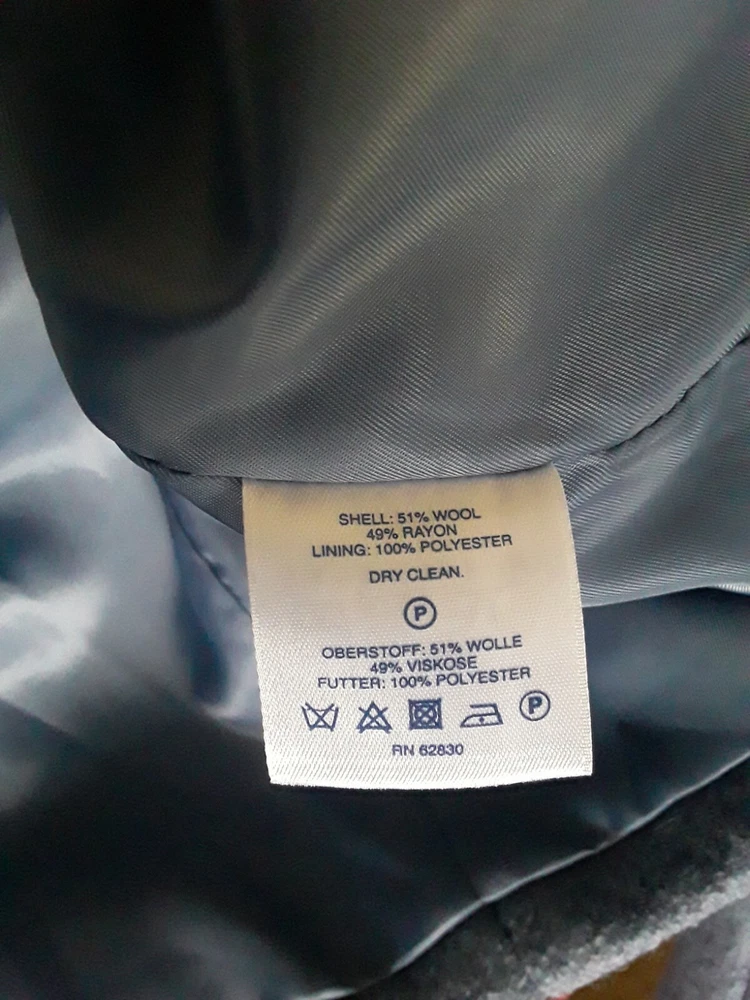 SHELL: 51% WOOL
49% RAYON
LINING: 100% POLYESTER
DRY CLEAN.
P
OBERSTOFF: 51% WOLLE
49% VISKOSE
FUTTER: 100% POLYESTER
P
RN 62830